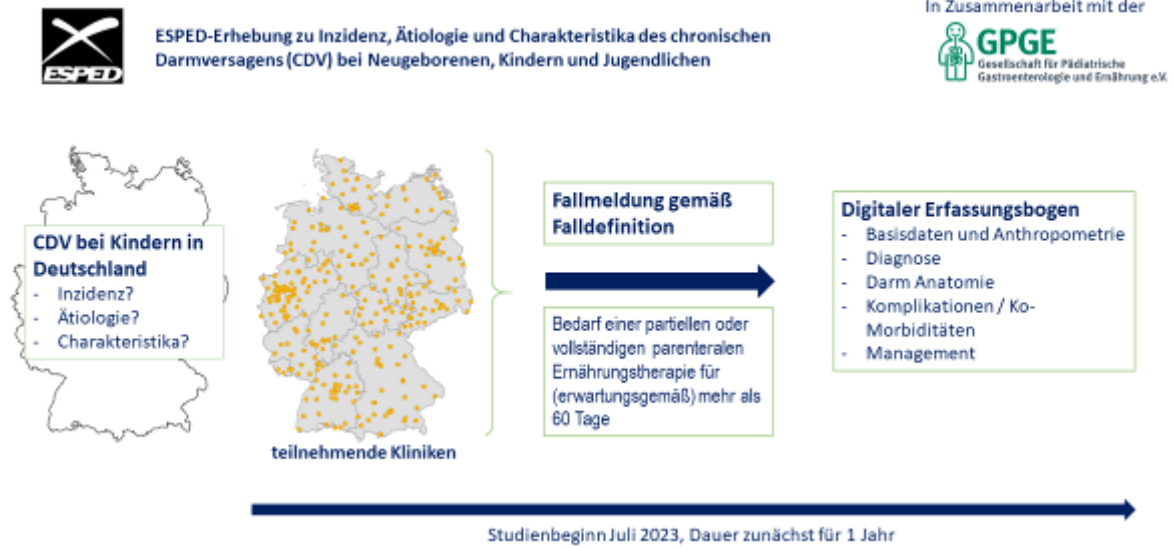 In Zusammenarbeit mit der
ESPED
ESPED-Erhebung zu Inzidenz, Ätiologie und Charakteristika des chronischen
Darmversagens (CDV) bei Neugeborenen, Kindern und Jugendlichen
GPGE
Gesellschaft für Pädiatrische
Gastroenterologie und Ernährung e.V.
CDV bei Kindern in
Deutschland
- Inzidenz?
- Ätiologie?
- Charakteristika?
teilnehmende Kliniken
Fallmeldung gemäß
Falldefinition
Bedarf einer partiellen oder
vollständigen parenteralen
Ernährungstherapie für
(erwartungsgemäß) mehr als
60 Tage
Digitaler Erfassungsbogen
- Basisdaten und Anthropometrie
- Diagnose
- Darm Anatomie
- Komplikationen / Ko-
Morbiditäten
- Management
Studienbeginn Juli 2023, Dauer zunächst für 1 Jahr